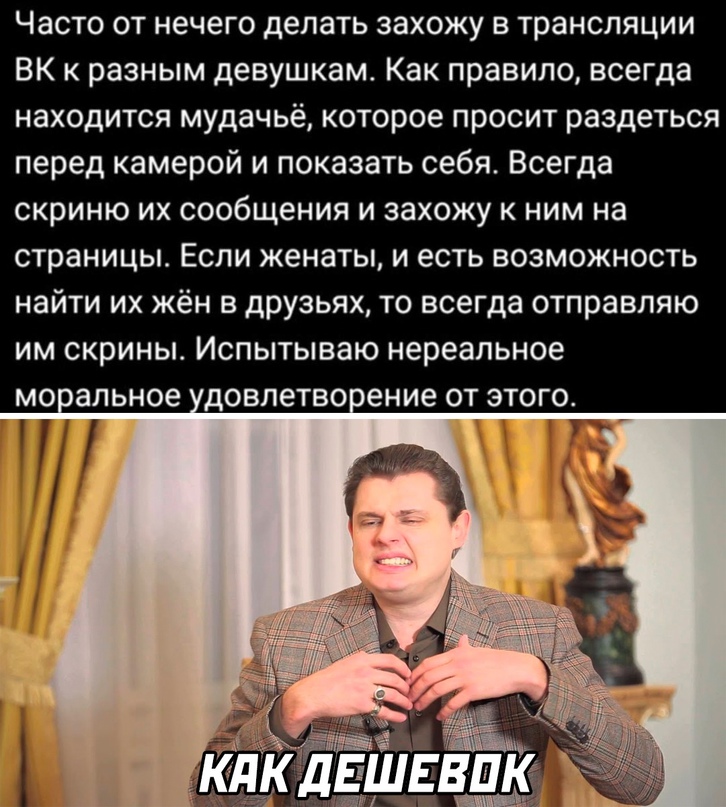 Часто от нечего делать захожу в трансляции
ВК к разным девушкам. Как правило, всегда
находится мудачьё, которое просит раздеться
перед камерой и показать себя. Всегда
скриню их сообщения и захожу к ним на
страницы. Если женаты, и есть возможность
найти их жён в друзьях, то всегда отправляю
им скрины. Испытываю нереальное
моральное удовлетворение от этого.
КАК ДЕШЕВОК